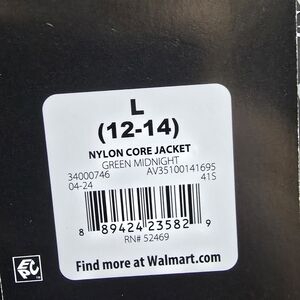 L
(12-14)
NYLON CORE JACKET
GREEN MIDNIGHT
34000746 AV35100141695
04-24 41S
8 89424 23582 9
RN# 52469
Find more at Walmart.com